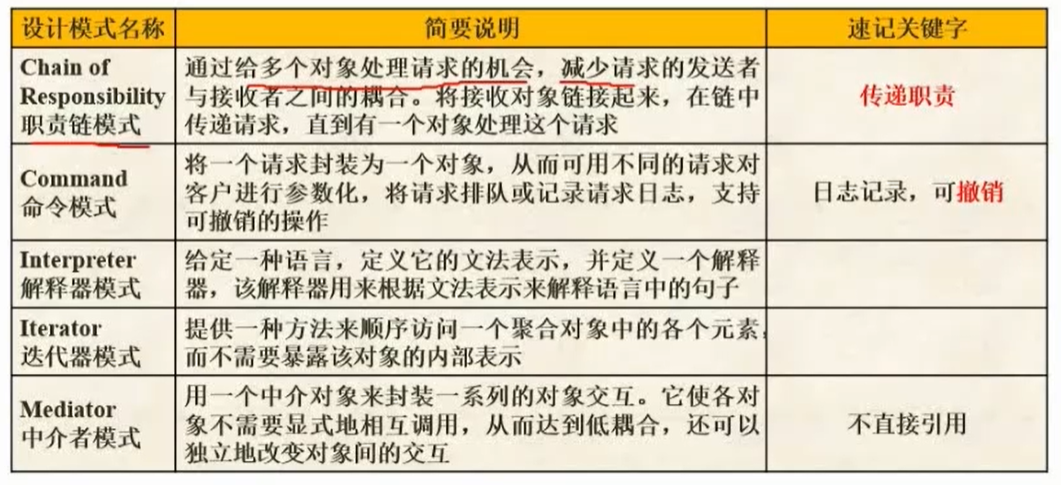 设计模式名称 简要说明 速记关键字
Chain of
Responsibility
职责链模式
通过给多个对象处理请求的机会，减少请求的发送者
与接收者之间的耦合。将接收对象链接起来，在链中
传递请求，直到有一个对象处理这个请求
传递职责
Command
命令模式
将一个请求封装为一个对象，从而可用不同的请求对
客户进行参数化，将请求排队或记录请求日志，支持
可撤销的操作
日志记录，可撤销
Interpreter
解释器模式
给定一种语言，定义它的文法表示，并定义一个解释
器，该解释器用来根据文法表示来解释语言中的句子
Iterator
迭代器模式
提供一种方法来顺序访问一个聚合对象中的各个元素，
而不需要暴露该对象的内部表示
Mediator
中介者模式
用一个中介对象来封装一系列的对象交互。它使各对
象不需要显式地相互调用，从而达到低耦合，还可以
独立地改变对象间的交互
不直接引用